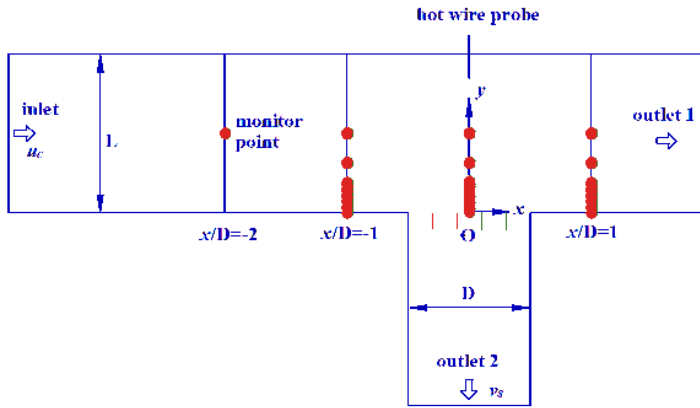 hot wire probe
y
inlet
u_c
L
monitor
point
outlet 1
x
O
x/D=-2
x/D=-1
x/D=1
D
outlet 2
v_s